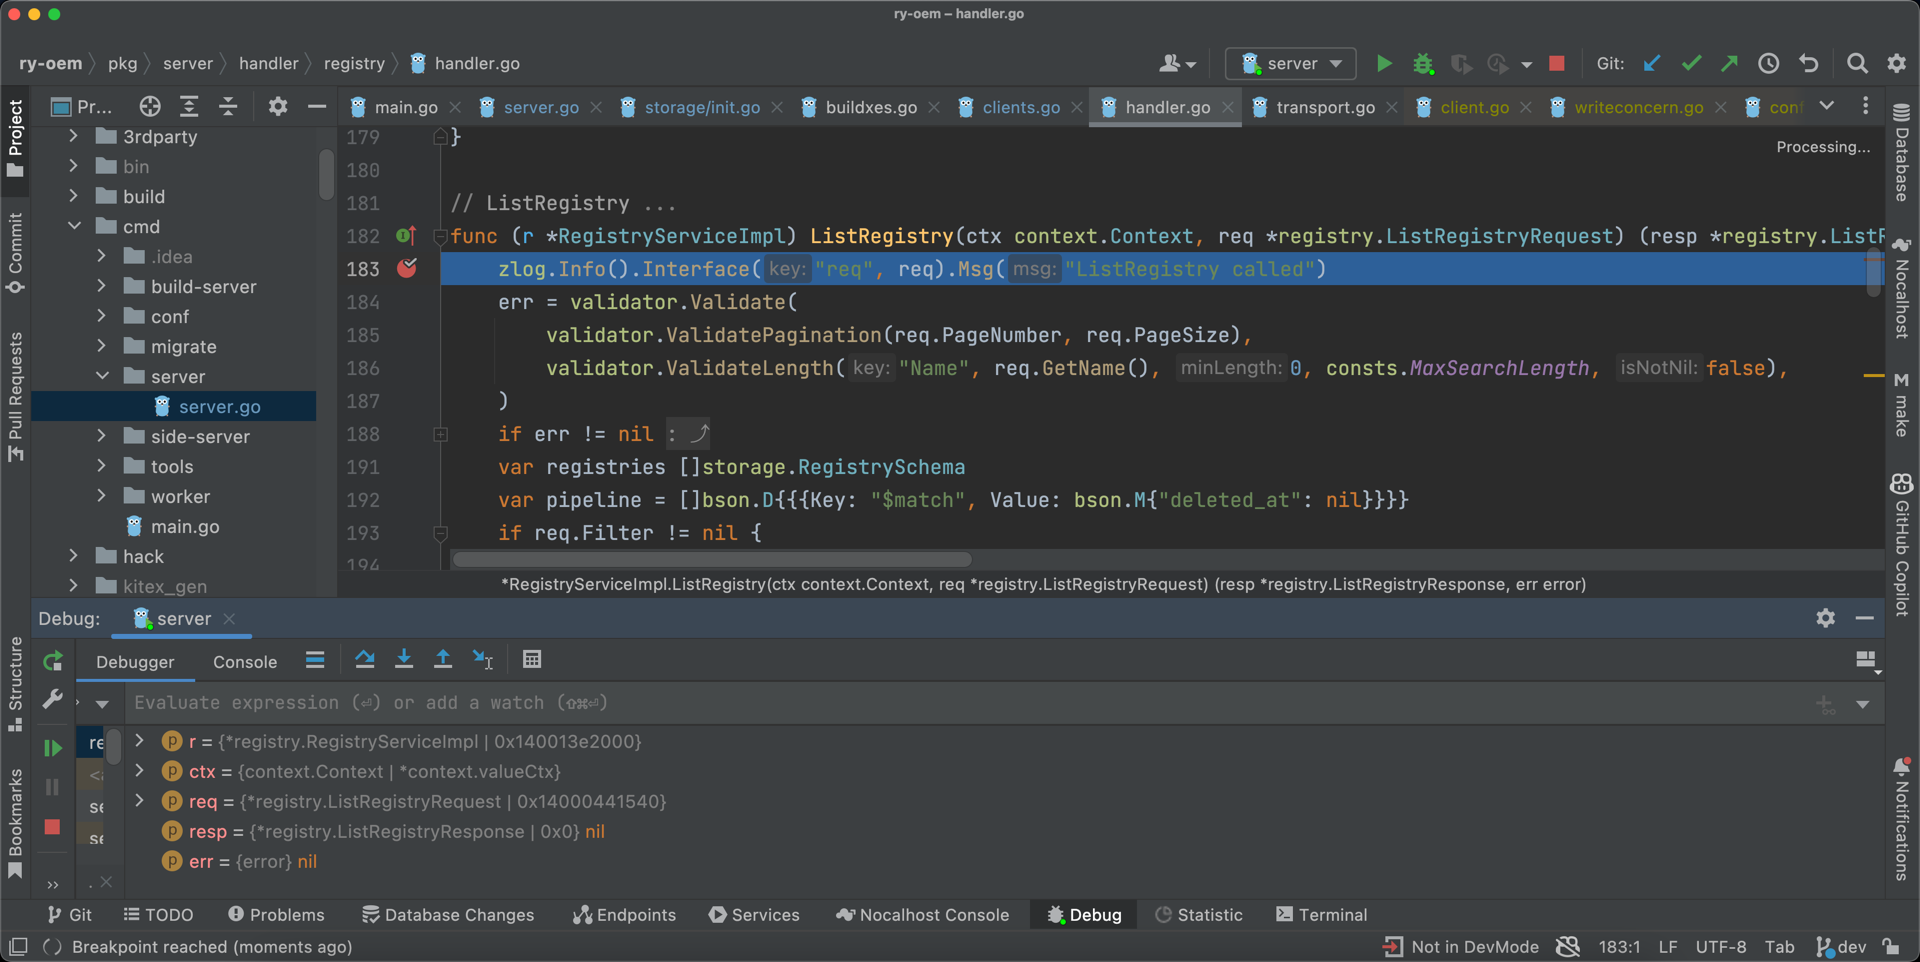 ry-oem – handler.go
ry-oem pkg server handler registry handler.go
server Git:
Project
Commit
Pull Requests
Structure
Bookmarks
Pr...
3rdparty
bin
build
cmd
.idea
build-server
conf
migrate
server
server.go
side-server
tools
worker
main.go
hack
kitex_gen
main.go server.go storage/init.go buildxes.go clients.go handler.go transport.go client.go writeconcern.go conf
Processing...
179 }
180
181 // ListRegistry ...
182 func (r *RegistryServiceImpl) ListRegistry(ctx context.Context, req *registry.ListRegistryRequest) (resp *registry.ListR
183 zlog.Info().Interface( key: "req", req).Msg( msg: "ListRegistry called")
184 err = validator.Validate(
185 validator.ValidatePagination(req.PageNumber, req.PageSize),
186 validator.ValidateLength( key: "Name", req.GetName(), minLength: 0, consts.MaxSearchLength, isNotNil: false),
187 )
188 if err != nil :
191 var registries []storage.RegistrySchema
192 var pipeline = []bson.D{{{Key: "$match", Value: bson.M{"deleted_at": nil}}}}
193 if req.Filter != nil {
194
*RegistryServiceImpl.ListRegistry(ctx context.Context, req *registry.ListRegistryRequest) (resp *registry.ListRegistryResponse, err error)
Database
Nocalhost
make
GitHub Copilot
Notifications
Debug: server
Debugger Console
Evaluate expression (⏎) or add a watch (⇧⌘⏎)
re
<a
se
se
r = {*registry.RegistryServiceImpl | 0x140013e2000}
ctx = {context.Context | *context.valueCtx}
req = {*registry.ListRegistryRequest | 0x14000441540}
resp = {*registry.ListRegistryResponse | 0x0} nil
err = {error} nil
Git TODO Problems Database Changes Endpoints Services Nocalhost Console Debug Statistic Terminal
Breakpoint reached (moments ago) Not in DevMode 183:1 LF UTF-8 Tab dev